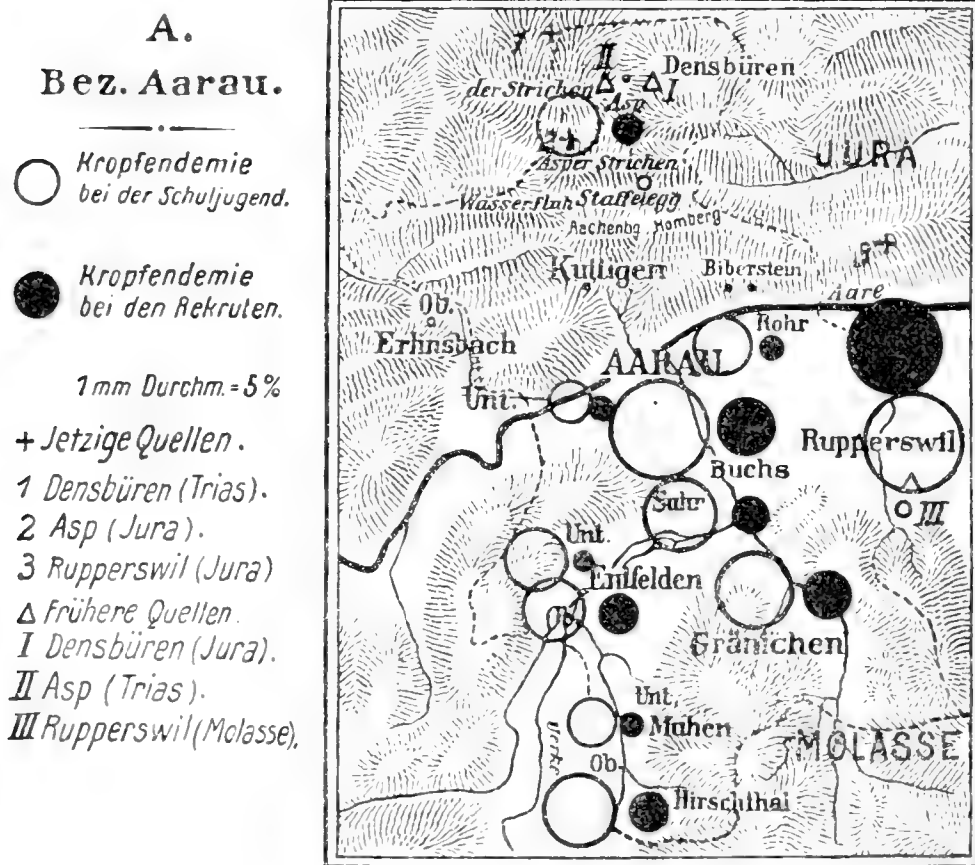 A.
Bez. Aarau.
Kropfendemie
bei der Schuljugend.
Kropfendemie
bei den Rekruten.
1 mm Durchm. = 5 %
+ Jetzige Quellen.
1 Densbüren (Trias).
2 Asp (Jura).
3 Rupperswil (Jura)
Δ Frühere Quellen.
I Densbüren (Jura).
II Asp (Trias).
III Rupperswil (Molasse).
1 +
II
Densbüren
der Strichen
I
Asp
2 +
Asper Strichen
JURA
Wasserfluh Staffelegg
Homberg
3 +
Küttigen
Biberstein
Aare
Ob.
Erlinsbach
Rohr
AARAU
Unt.
Rupperswil
Buchs
Suhr
III
Unt.
Entfelden
Ob.
Gränichen
Unt.
Muhen
MOLASSE
Ob.
Hirschthal